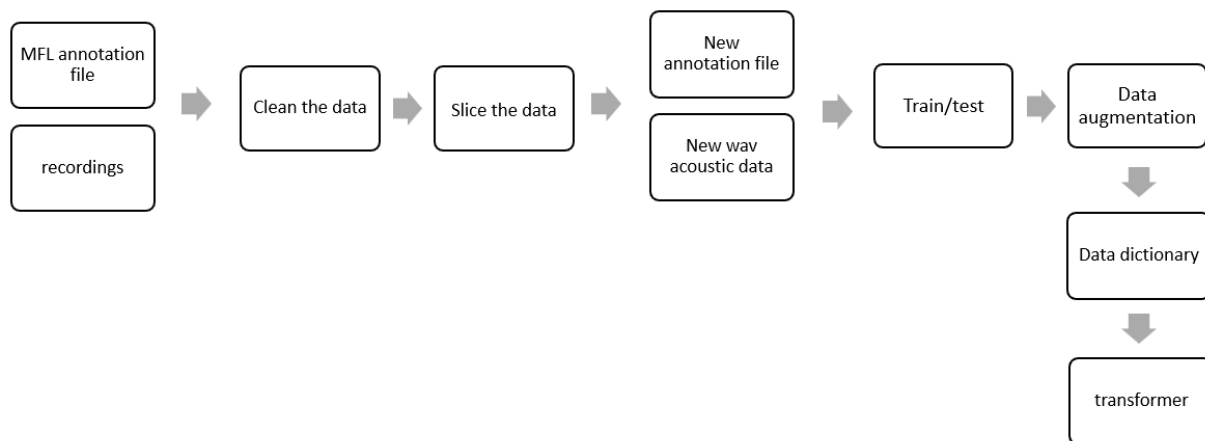 MFL annotation
file
recordings
Clean the data
Slice the data
New
annotation file
New wav
acoustic data
Train/test
Data
augmentation
Data dictionary
transformer